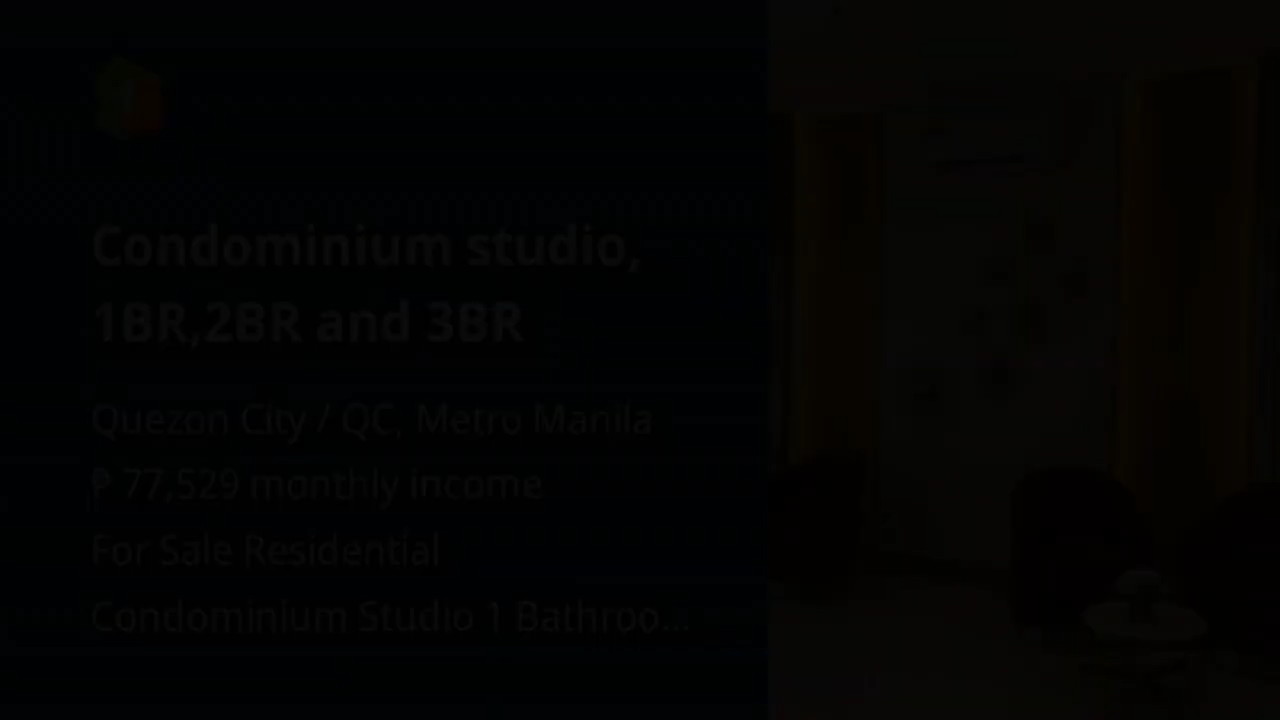 Condominium studio,
1BR,2BR and 3BR
Quezon City / QC, Metro Manila
₱ 77,529 monthly income
For Sale Residential
Condominium Studio 1 Bathroo...